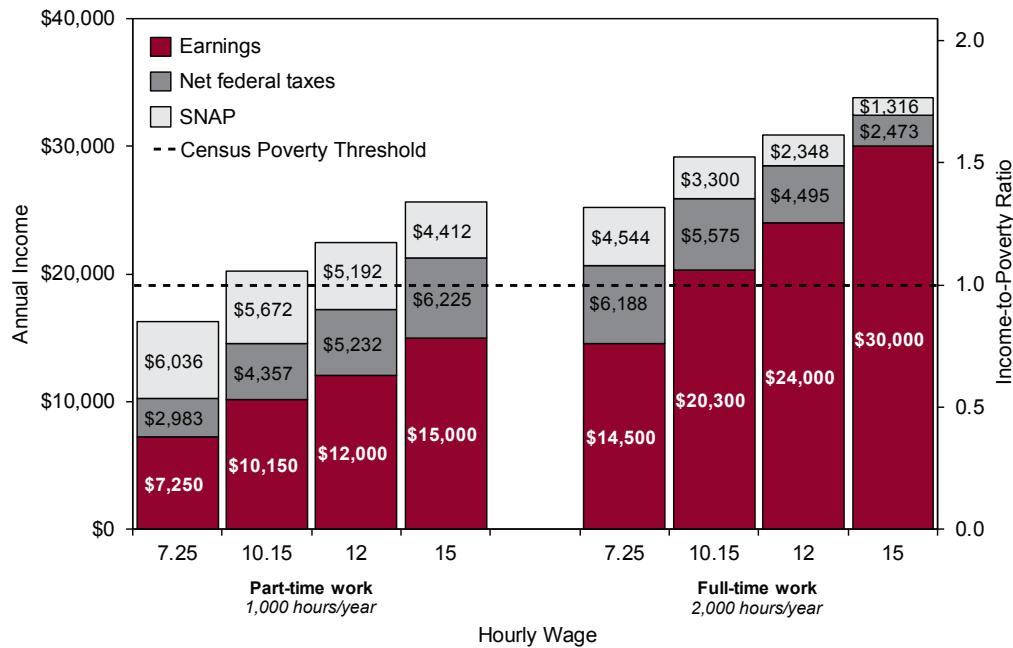 $40,000
$30,000
$20,000
$10,000
$0
Annual Income
Earnings
Net federal taxes
SNAP
Census Poverty Threshold
$6,036
$2,983
$7,250
$5,672
$4,357
$10,150
$5,192
$5,232
$12,000
$4,412
$6,225
$15,000
$4,544
$6,188
$14,500
$3,300
$5,575
$20,300
$2,348
$4,495
$24,000
$1,316
$2,473
$30,000
2.0
1.5
1.0
0.5
0.0
Income-to-Poverty Ratio
7.25 10.15 12 15 7.25 10.15 12 15
Part-time work
1,000 hours/year
Full-time work
2,000 hours/year
Hourly Wage